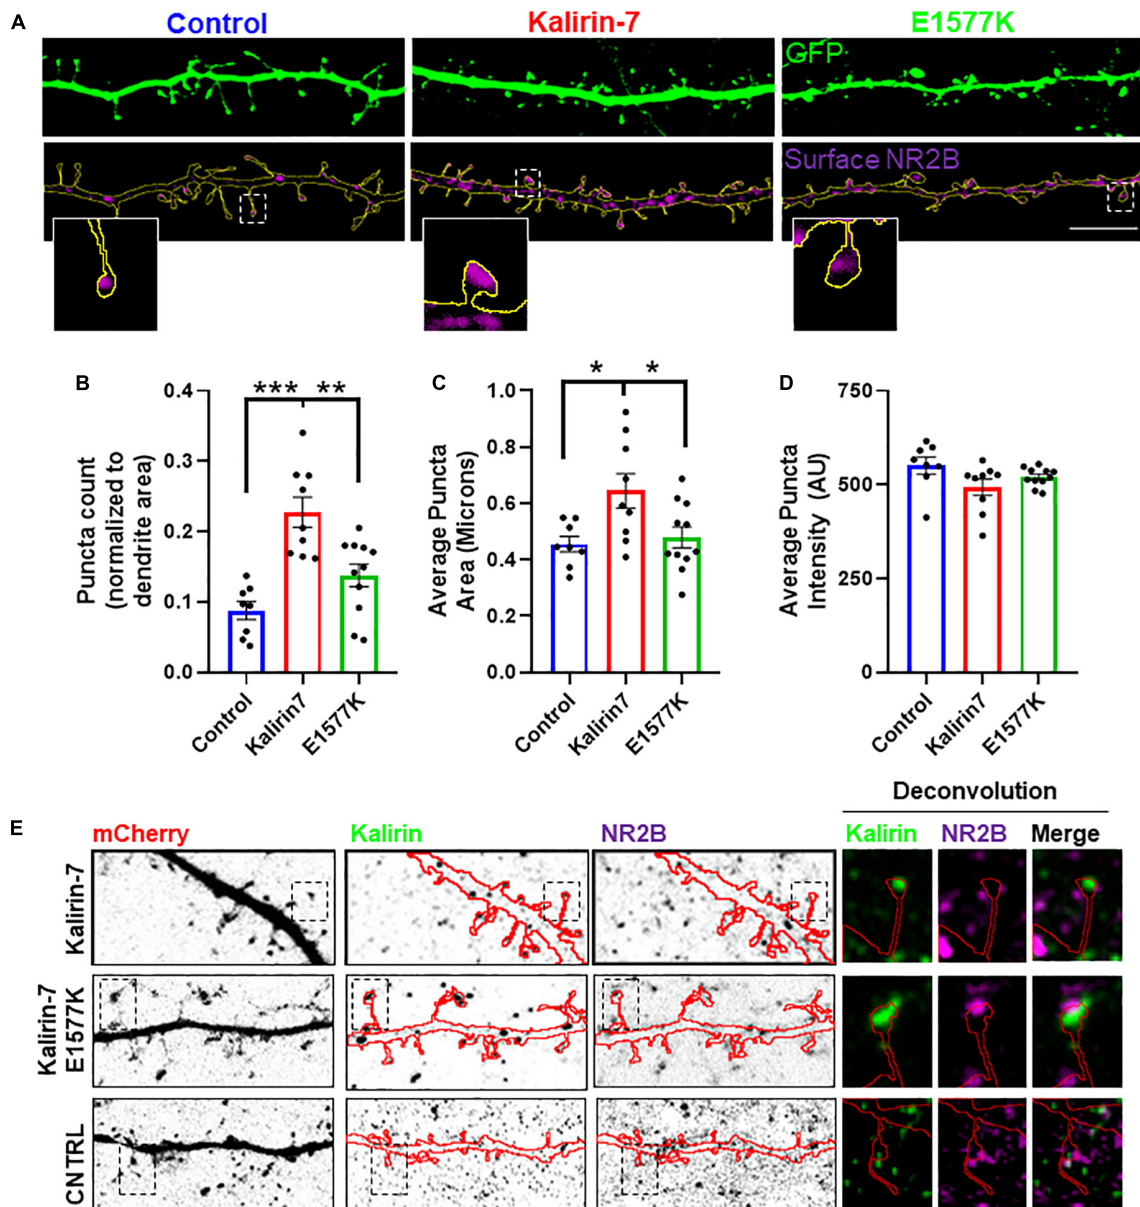 A
Control
Kalirin-7
E1577K
GFP
Surface NR2B
B
Puncta count
(normalized to
dendrite area)
0.4
0.3
0.2
0.1
0.0
***
**
Control
Kalirin7
E1577K
C
Average Puncta
Area (Microns)
1.0
0.8
0.6
0.4
0.2
0.0
*
*
Control
Kalirin7
E1577K
D
Average Puncta
Intensity (AU)
750
500
250
0
Control
Kalirin7
E1577K
E
Deconvolution
mCherry
Kalirin
NR2B
Kalirin
NR2B
Merge
Kalirin-7
Kalirin-7
E1577K
CNTRL